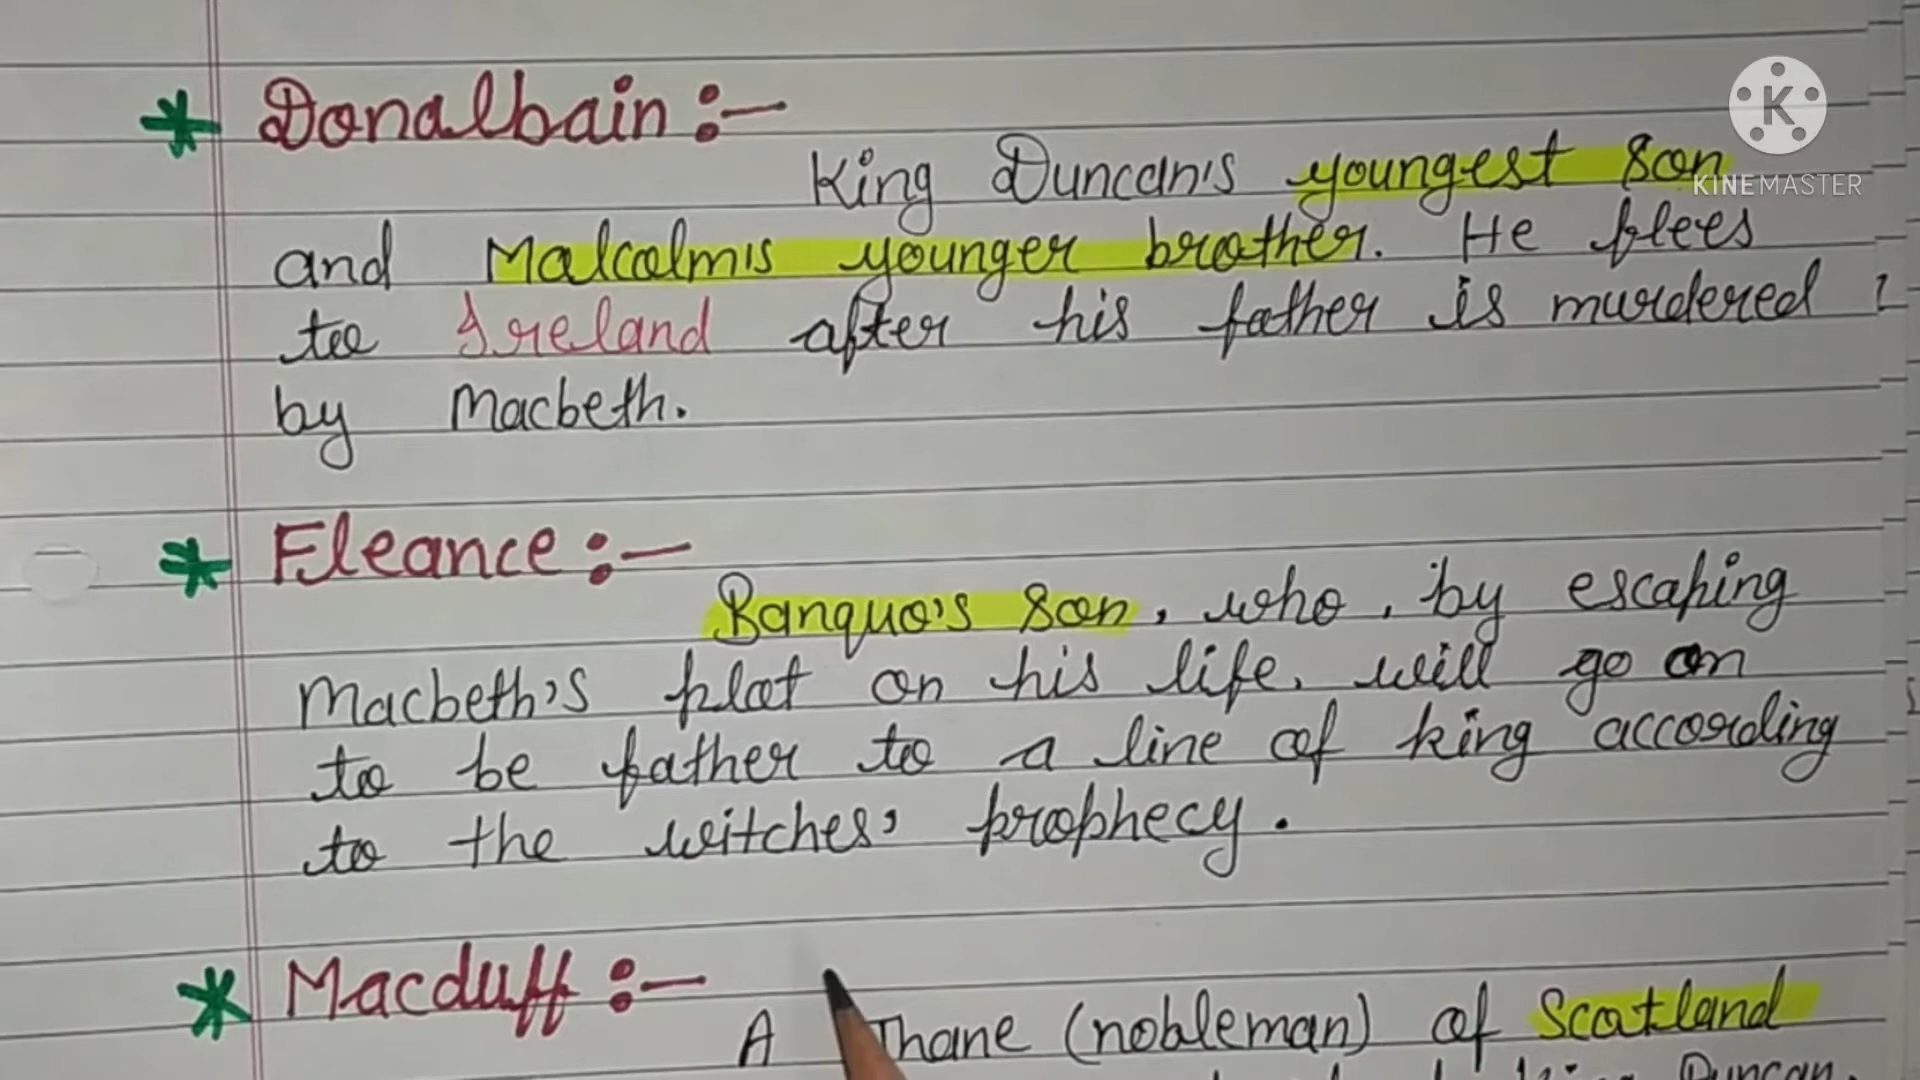 * Donalbain :-
King Duncan's youngest son
and Malcolm's younger brother. He flees
to Ireland after his father is murdered
by Macbeth.
* Fleance :-
Banquo's son, who, by escaping
Macbeth's plot on his life, will go on
to be father to a line of king according
to the witches' prophecy.
* Macduff :-
A Thane (nobleman) of Scotland
Duncan.
K
KINEMASTER